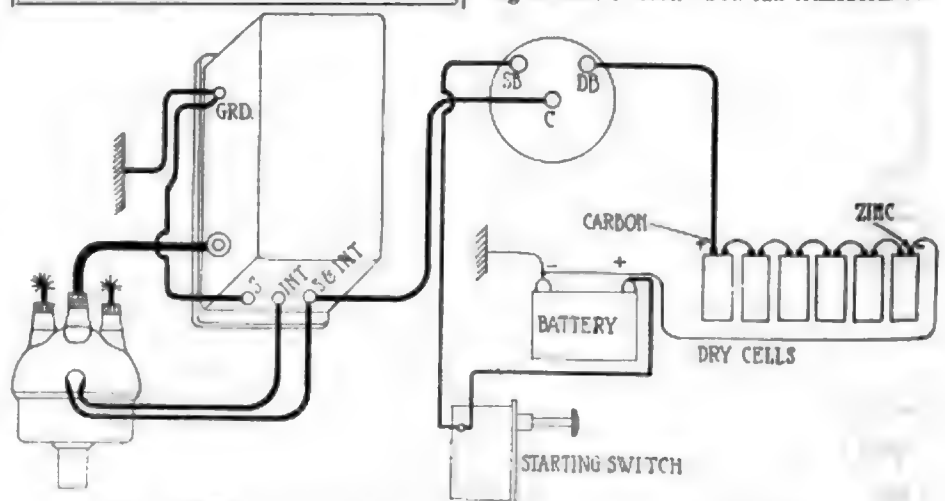 GRD.
SB
DB
C
CARBON
ZINC
+
-
S
INT
S&INT
-
+
BATTERY
DRY CELLS
STARTING SWITCH